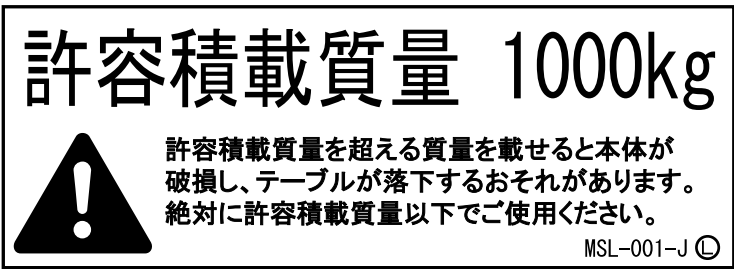 許容積載質量 1000kg
許容積載質量を超える質量を載せると本体が
破損し、テーブルが落下するおそれがあります。
絶対に許容積載質量以下でご使用ください。
MSL-001-J Ⓛ